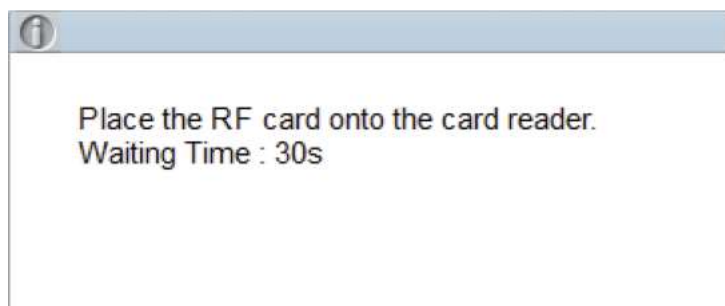 Place the RF card onto the card reader.
Waiting Time : 30s